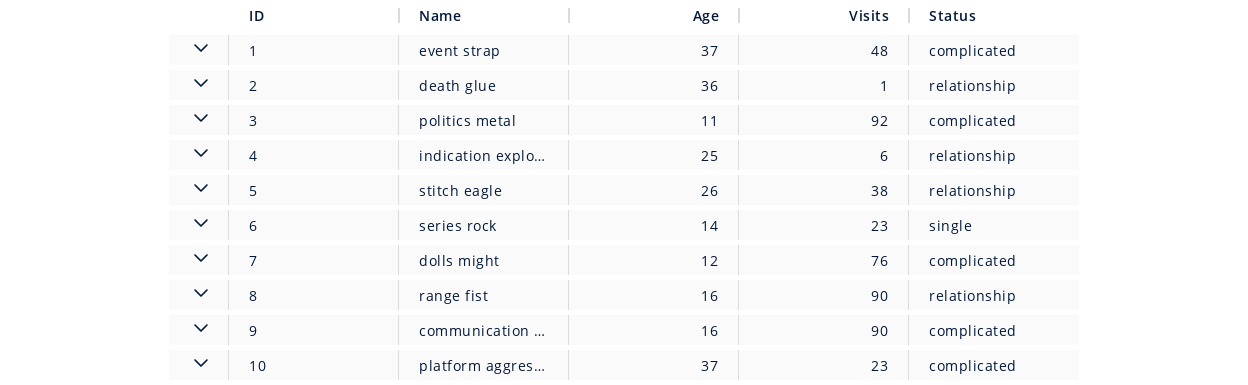 ID Name Age Visits Status
1 event strap 37 48 complicated
2 death glue 36 1 relationship
3 politics metal 11 92 complicated
4 indication explo… 25 6 relationship
5 stitch eagle 26 38 relationship
6 series rock 14 23 single
7 dolls might 12 76 complicated
8 range fist 16 90 relationship
9 communication … 16 90 complicated
10 platform aggres… 37 23 complicated